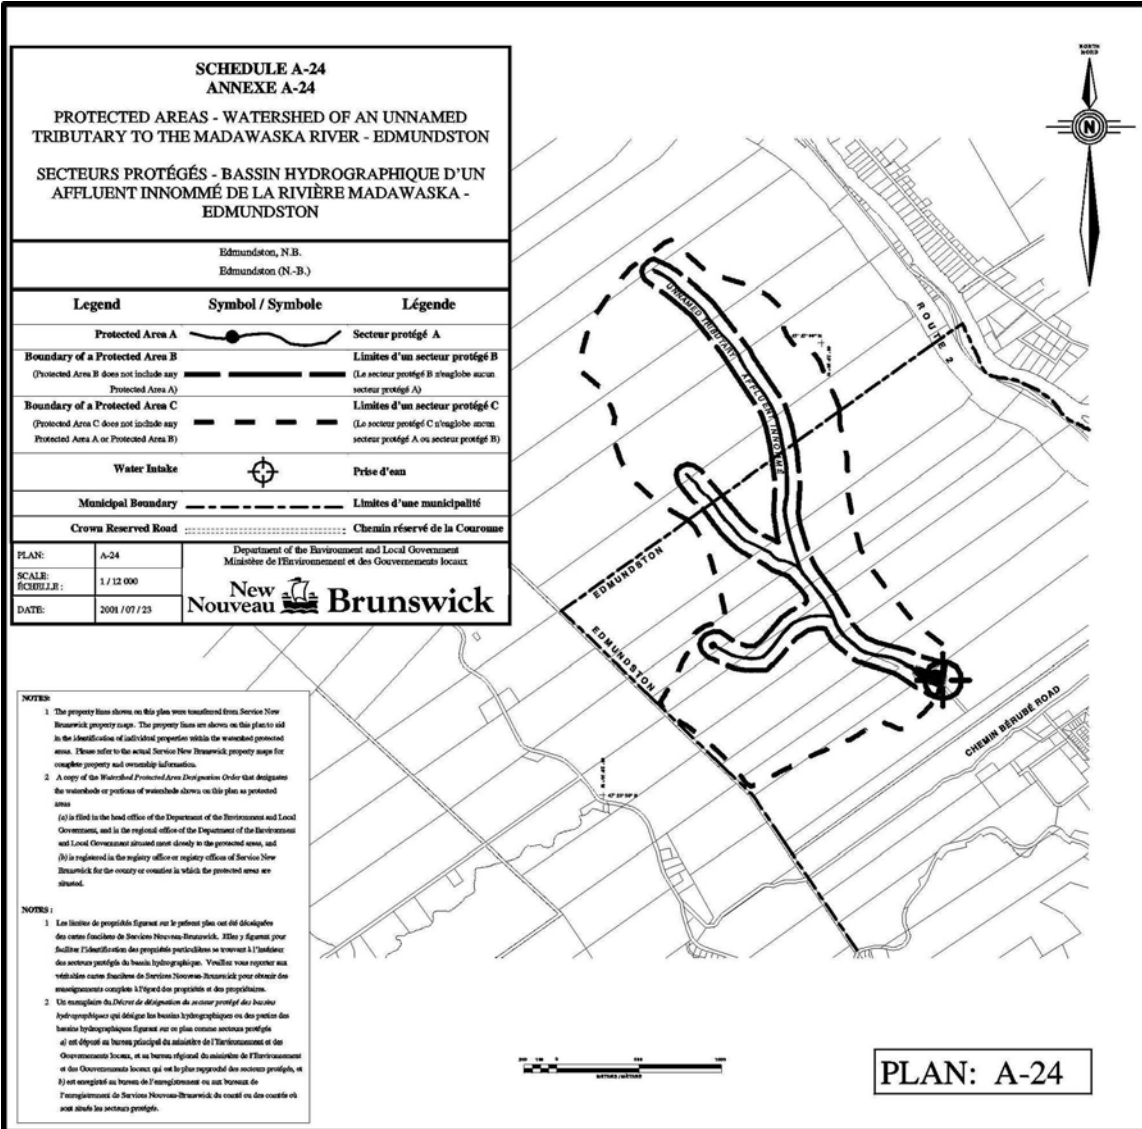 SCHEDULE A-24
ANNEXE A-24
PROTECTED AREAS - WATERSHED OF AN UNNAMED
TRIBUTARY TO THE MADAWASKA RIVER - EDMUNDSTON
SECTEURS PROTÉGÉS - BASSIN HYDROGRAPHIQUE D'UN
AFFLUENT INNOMMÉ DE LA RIVIÈRE MADAWASKA -
EDMUNDSTON
Edmundston, N.B.
Edmundston (N.-B.)
Legend Symbol / Symbole Légende
Protected Area A Secteur protégé A
Boundary of a Protected Area B Limites d'un secteur protégé B
(Protected Area B does not include any (Le secteur protégé B n'englobe aucun
Protected Area A) secteur protégé A)
Boundary of a Protected Area C Limites d'un secteur protégé C
(Protected Area C does not include any (Le secteur protégé C n'englobe aucun
Protected Area A or Protected Area B) secteur protégé A ou secteur protégé B)
Water Intake Prise d'eau
Municipal Boundary Limites d'une municipalité
Crown Reserved Road Chemin réservé de la Couronne
PLAN: A-24
SCALE:
ÉCHELLE : 1 / 12 000
DATE: 2001 / 07 / 23
Department of the Environment and Local Government
Ministère de l'Environnement et des Gouvernements locaux
New
Nouveau Brunswick
NOTES:
1 The property lines shown on this plan were transferred from Service New
Brunswick property maps. The property lines are shown on this plan to aid
in the identification of individual properties within the watershed protected
areas. Please refer to the actual Service New Brunswick property maps for
complete property and ownership information.
2 A copy of the Watershed Protected Area Designation Order that designates
the watersheds or portions of watersheds shown on this plan as protected
areas
(a) is filed in the head office of the Department of the Environment and Local
Government, and in the regional office of the Department of the Environment
and Local Government situated most closely to the protected areas, and
(b) is registered in the registry office or registry offices of Service New
Brunswick for the county or counties in which the protected areas are
situated.
NOTES :
1 Les limites de propriétés figurant sur le présent plan ont été décalquées
des cartes foncières de Services Nouveau-Brunswick. Elles y figurent pour
faciliter l'identification des propriétés particulières se trouvant à l'intérieur
des secteurs protégés du bassin hydrographique. Veuillez vous reporter aux
véritables cartes foncières de Services Nouveau-Brunswick pour obtenir des
renseignements complets à l'égard des propriétés et des propriétaires.
2 Un exemplaire du Décret de désignation du secteur protégé des bassins
hydrographiques qui désigne les bassins hydrographiques ou des parties des
bassins hydrographiques figurant sur ce plan comme secteurs protégés
a) est déposé au bureau principal du ministère de l'Environnement et des
Gouvernements locaux, et au bureau régional du ministère de l'Environnement
et des Gouvernements locaux qui est le plus rapproché des secteurs protégés, et
b) est enregistré au bureau de l'enregistrement ou aux bureaux de
l'enregistrement de Services Nouveau-Brunswick du comté ou des comtés où
sont situés les secteurs protégés.
NORTH
NORD
N
ROUTE 2
UNNAMED TRIBUTARY
AFFLUENT INNOMMÉ
EDMUNDSTON
EDMUNDSTON
CHEMIN BÉRUBÉ ROAD
METRES / MÈTRES
PLAN: A-24